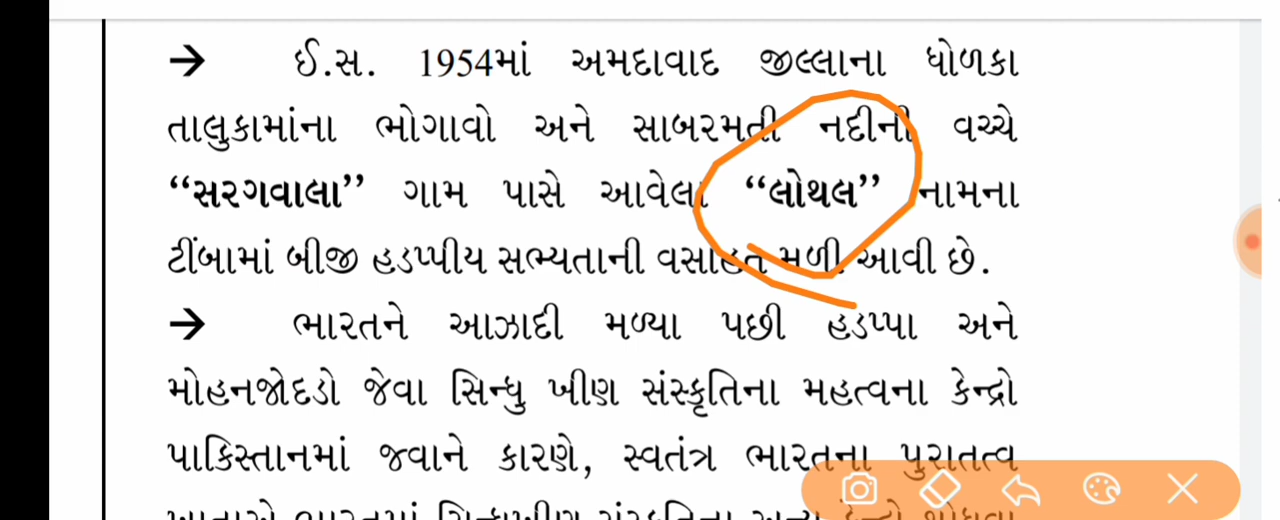 → ઈ.સ. 1954માં અમદાવાદ જીલ્લાના ધોળકા
તાલુકામાંના ભોગાવો અને સાબરમતી નદીની વચ્ચે
“સરગવાલા” ગામ પાસે આવેલા “લોથલ” નામના
ટીંબામાં બીજી હડપ્પીય સભ્યતાની વસાહત મળી આવી છે.
→ ભારતને આઝાદી મળ્યા પછી હડપ્પા અને
મોહનજોદડો જેવા સિન્ધુ ખીણ સંસ્કૃતિના મહત્વના કેન્દ્રો
પાકિસ્તાનમાં જવાને કારણે, સ્વતંત્ર ભારતના પુરાતત્વ